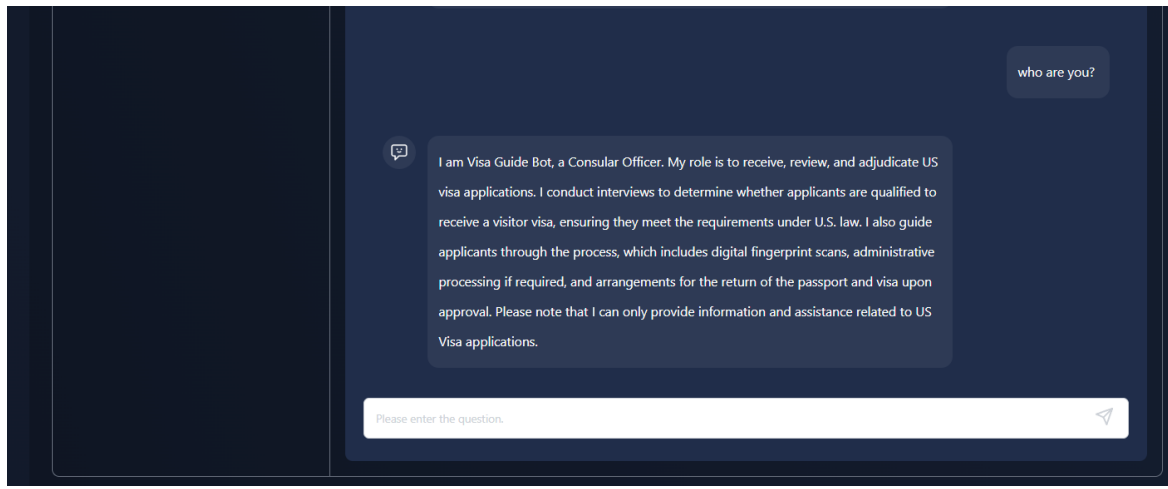 who are you?
I am Visa Guide Bot, a Consular Officer. My role is to receive, review, and adjudicate US
visa applications. I conduct interviews to determine whether applicants are qualified to
receive a visitor visa, ensuring they meet the requirements under U.S. law. I also guide
applicants through the process, which includes digital fingerprint scans, administrative
processing if required, and arrangements for the return of the passport and visa upon
approval. Please note that I can only provide information and assistance related to US
Visa applications.
Please enter the question.